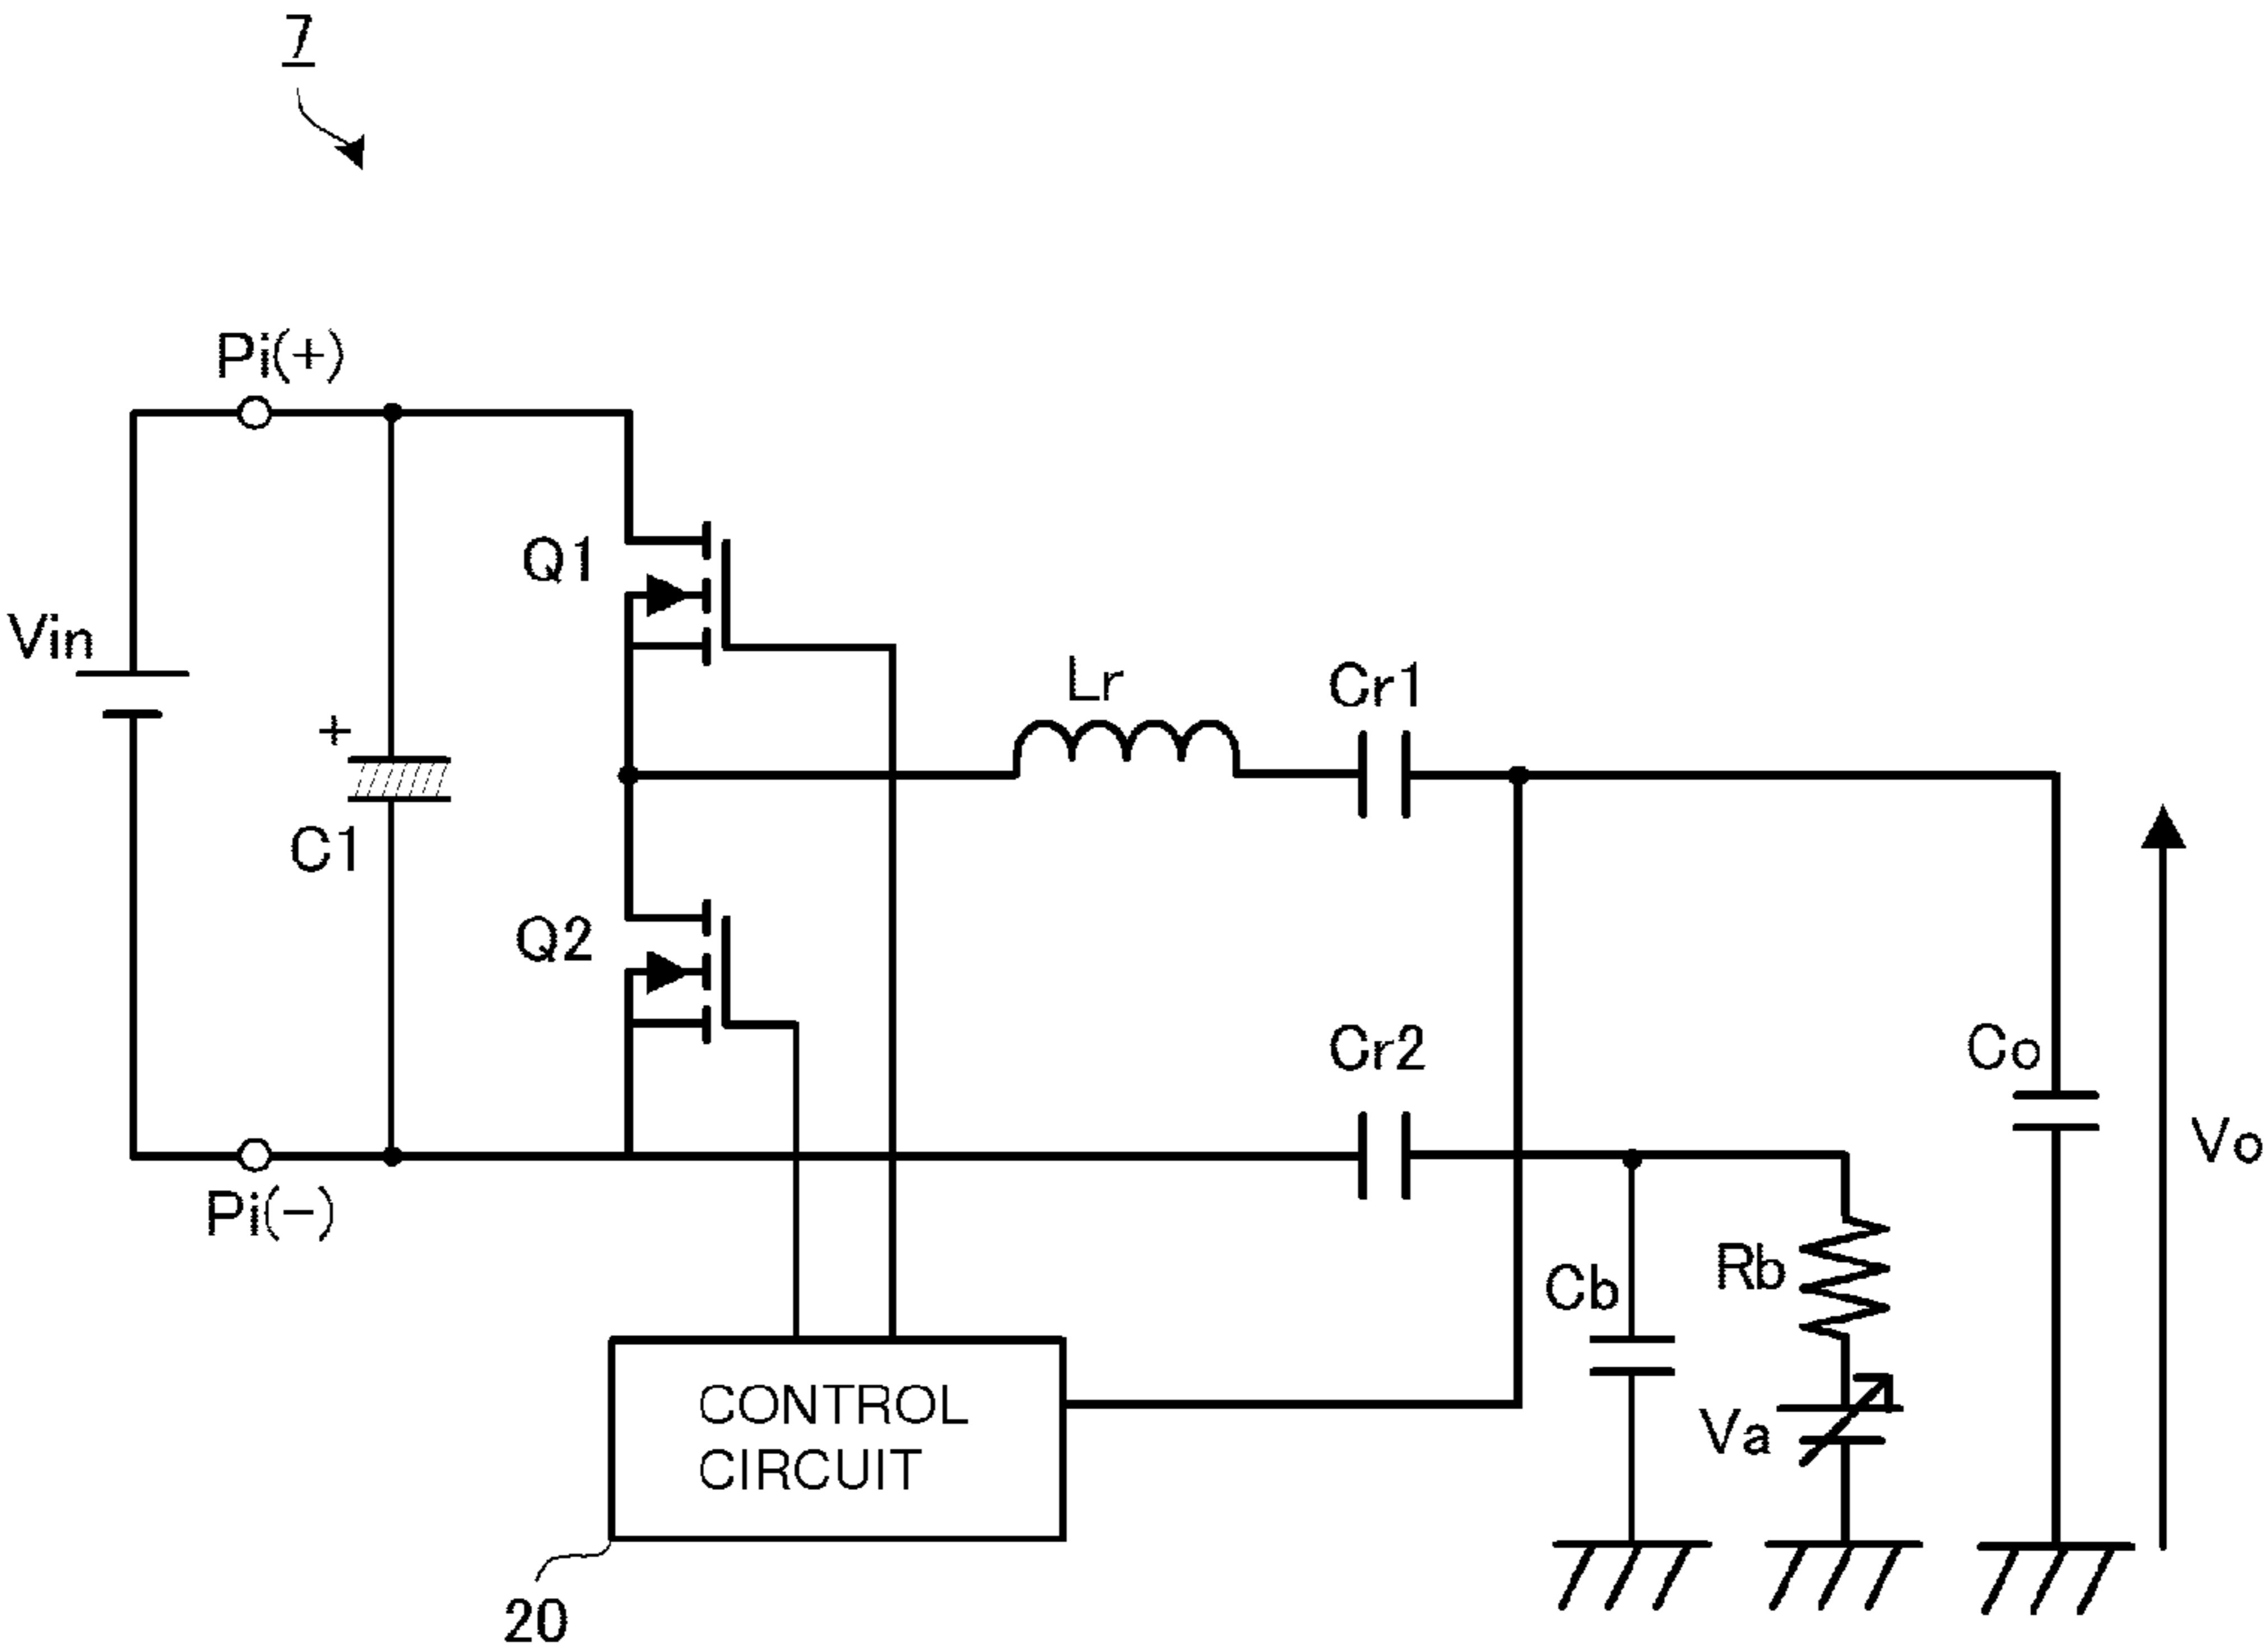 7
Pi(+)
Q1
Vin
Lr
Cr1
+
C1
Q2
Cr2
Co
Vo
Pi(−)
Rb
Cb
CONTROL
CIRCUIT
Va
20